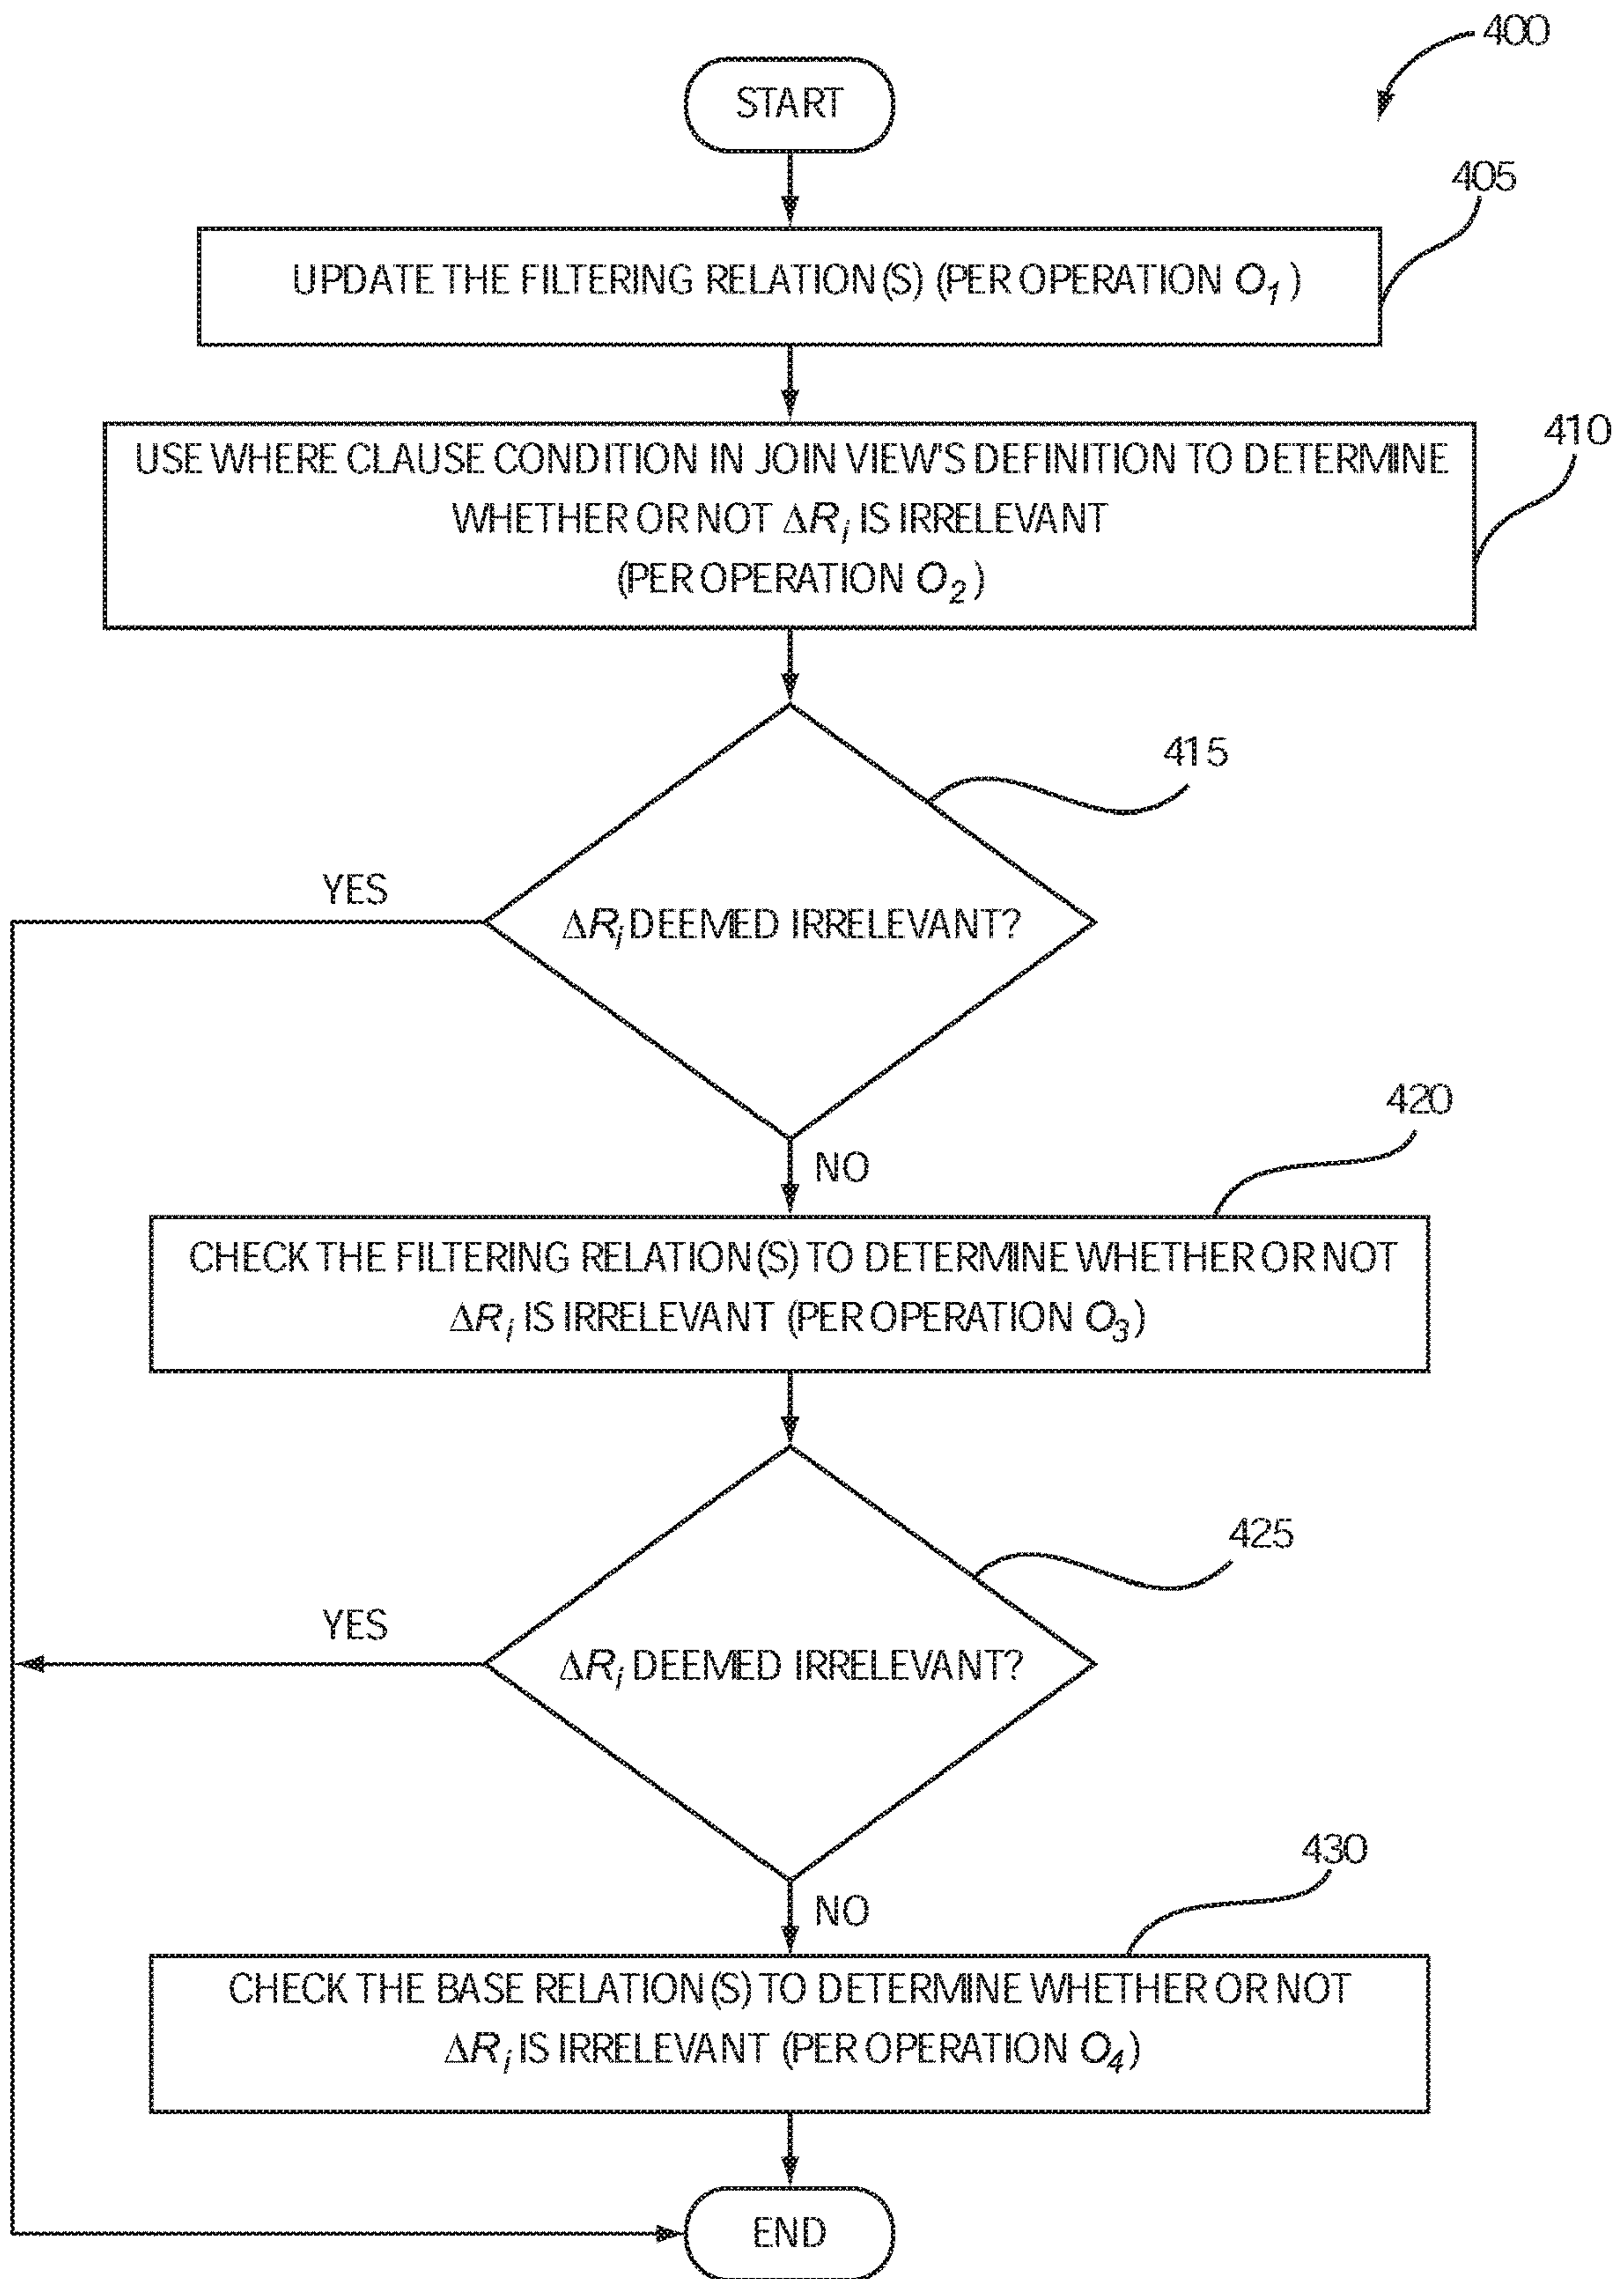 400
START
405
UPDATE THE FILTERING RELATION(S) (PER OPERATION O₁)
410
USE WHERE CLAUSE CONDITION IN JOIN VIEW'S DEFINITION TO DETERMINE
WHETHER OR NOT ΔRᵢ IS IRRELEVANT
(PER OPERATION O₂)
415
YES
ΔRᵢ DEEMED IRRELEVANT?
420
NO
CHECK THE FILTERING RELATION(S) TO DETERMINE WHETHER OR NOT
ΔRᵢ IS IRRELEVANT (PER OPERATION O₃)
425
YES
ΔRᵢ DEEMED IRRELEVANT?
430
NO
CHECK THE BASE RELATION(S) TO DETERMINE WHETHER OR NOT
ΔRᵢ IS IRRELEVANT (PER OPERATION O₄)
END